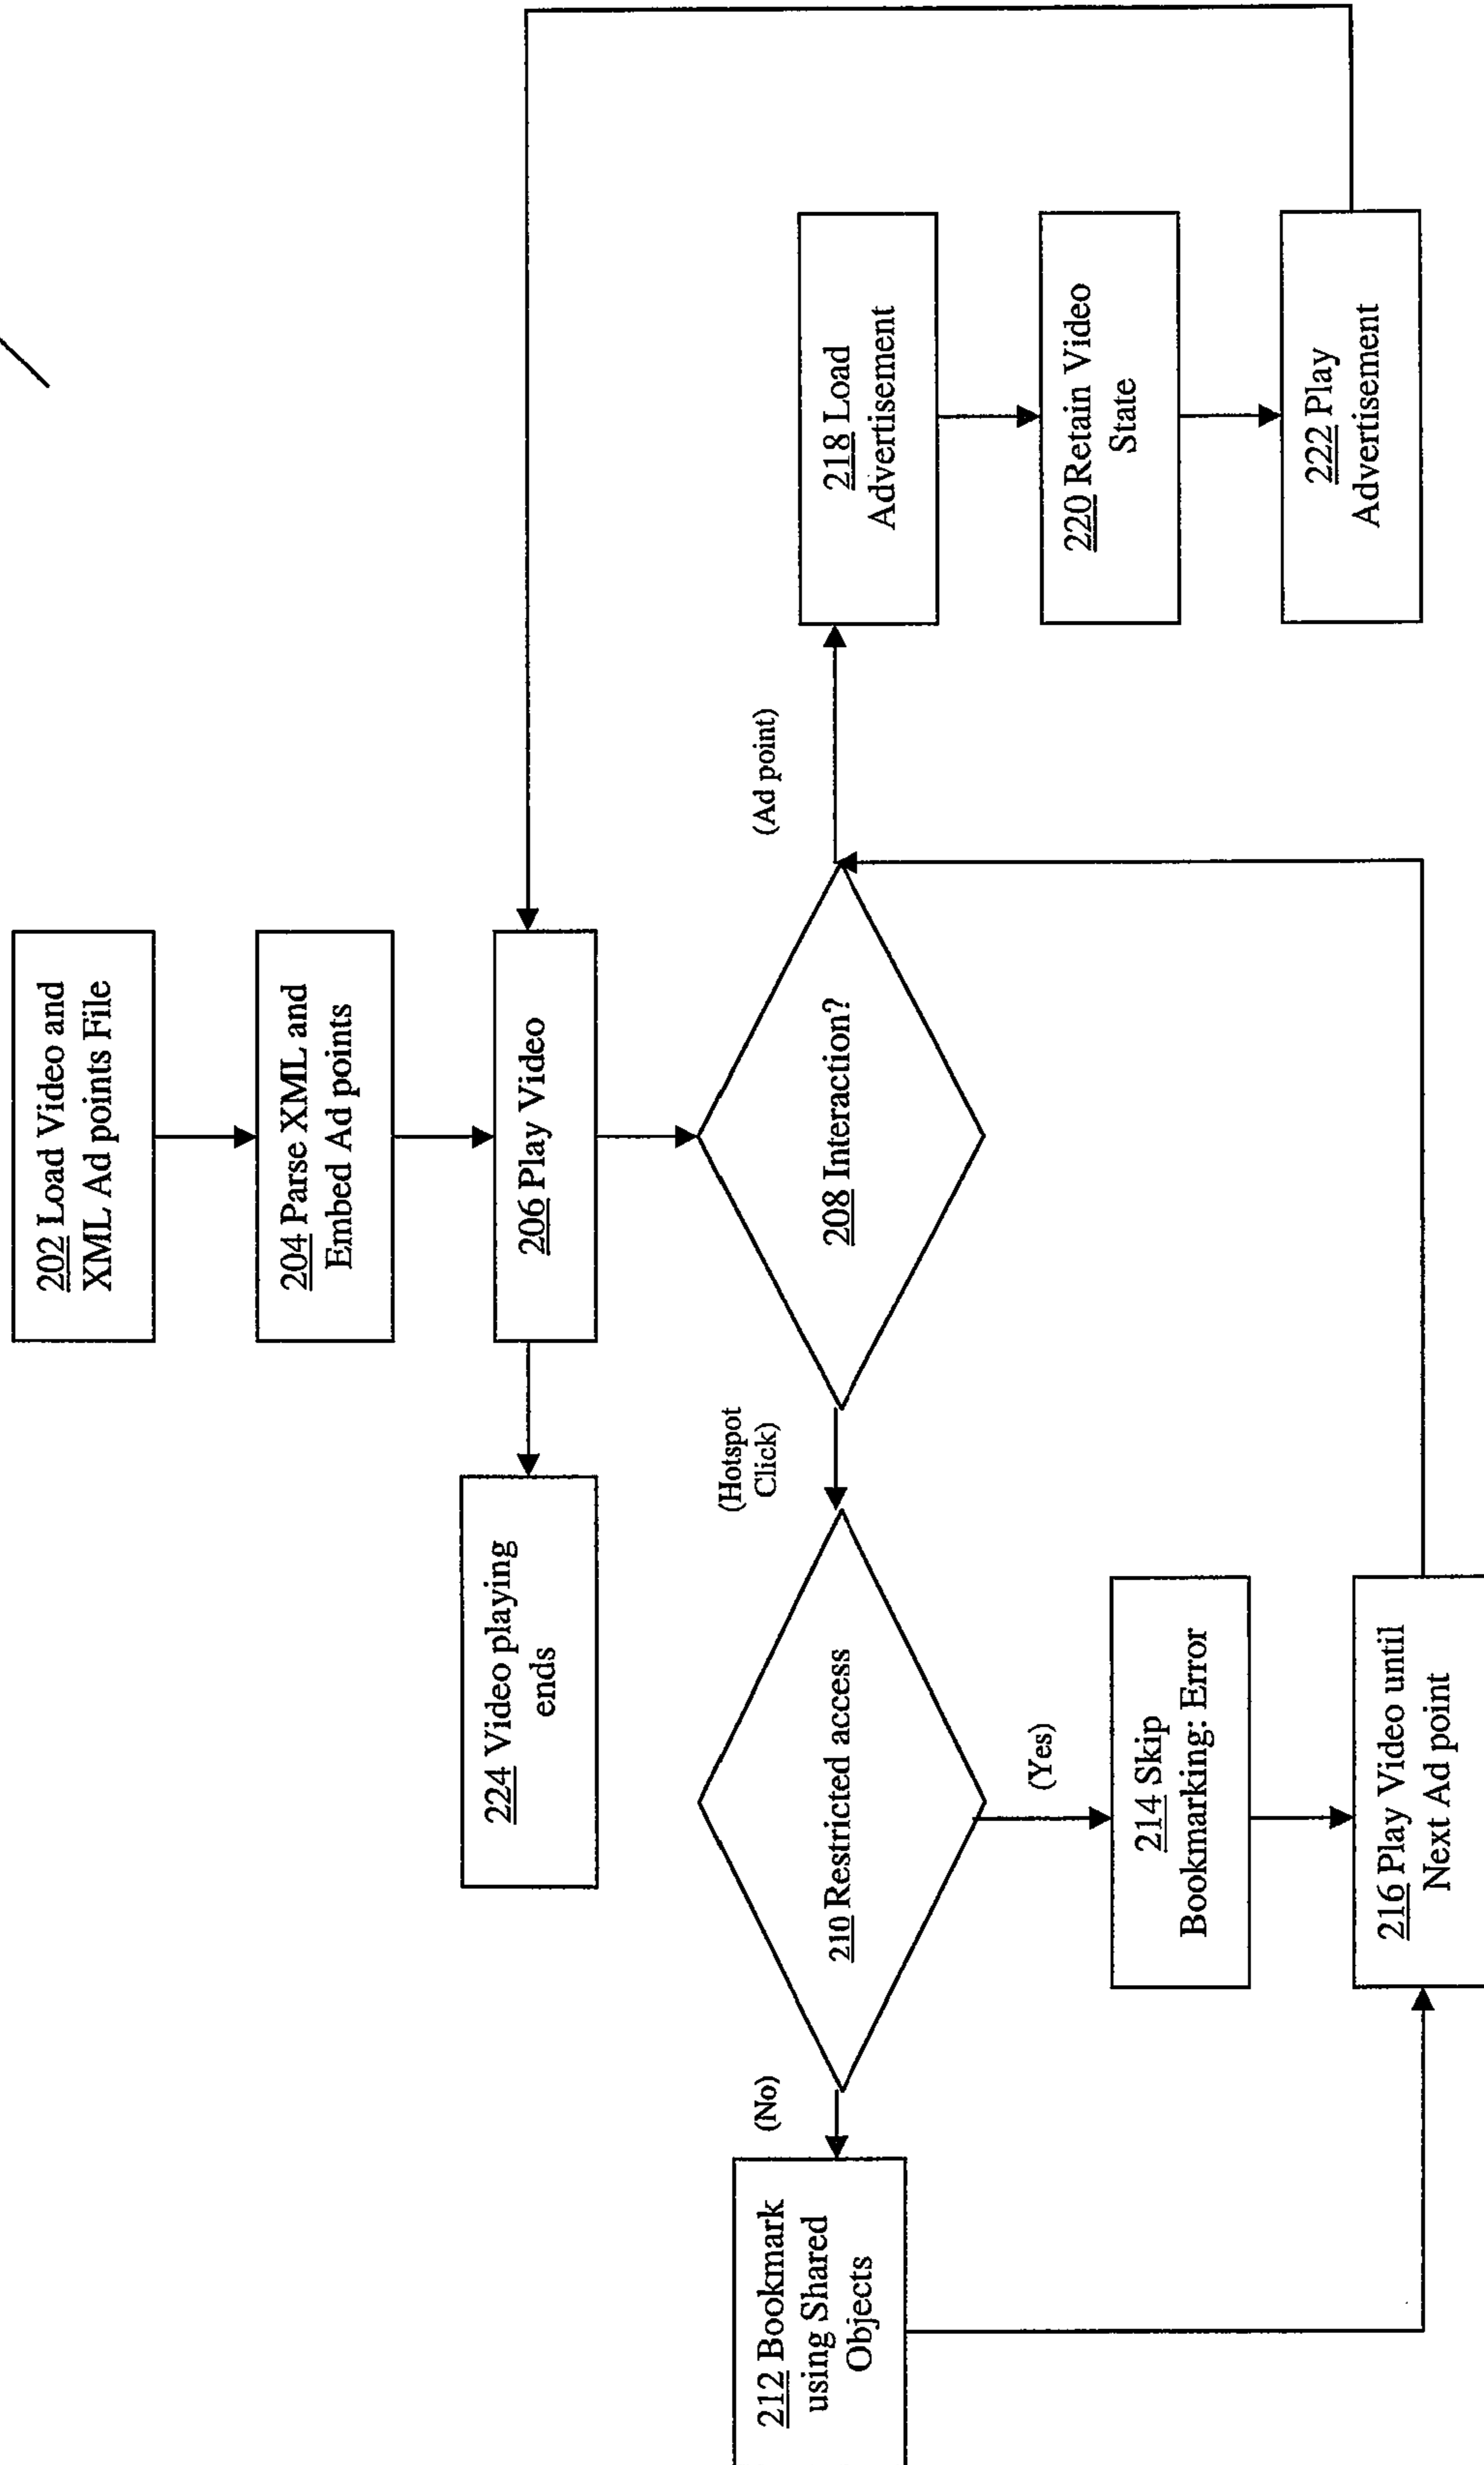 202 Load Video and
XML Ad points File
204 Parse XML and
Embed Ad points
206 Play Video
224 Video playing
ends
208 Interaction?
(Hotspot
Click)
(Ad point)
210 Restricted access
(No)
(Yes)
212 Bookmark
using Shared
Objects
214 Skip
Bookmarking: Error
216 Play Video until
Next Ad point
218 Load
Advertisement
220 Retain Video
State
222 Play
Advertisement